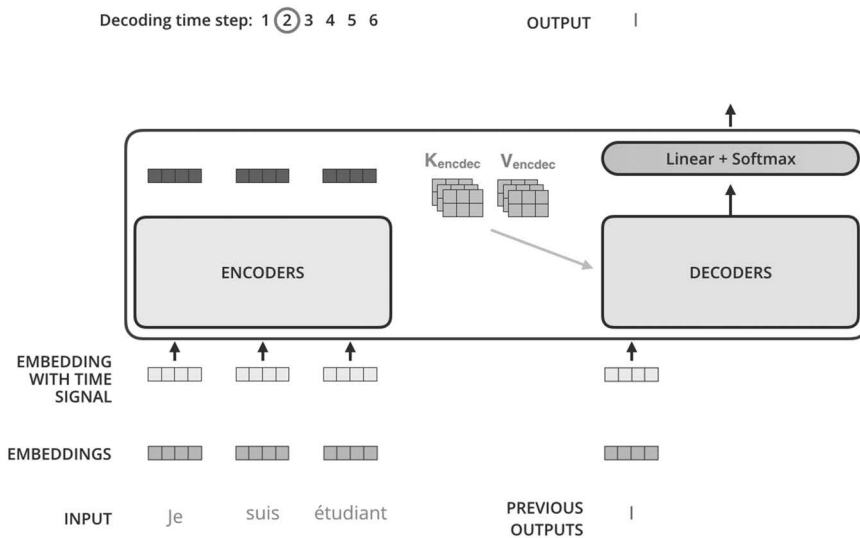 Decoding time step: 1 2 3 4 5 6
OUTPUT I
Kencdec Vencdec
Linear + Softmax
ENCODERS
DECODERS
EMBEDDING
WITH TIME
SIGNAL
EMBEDDINGS
INPUT Je suis étudiant
PREVIOUS
OUTPUTS
I